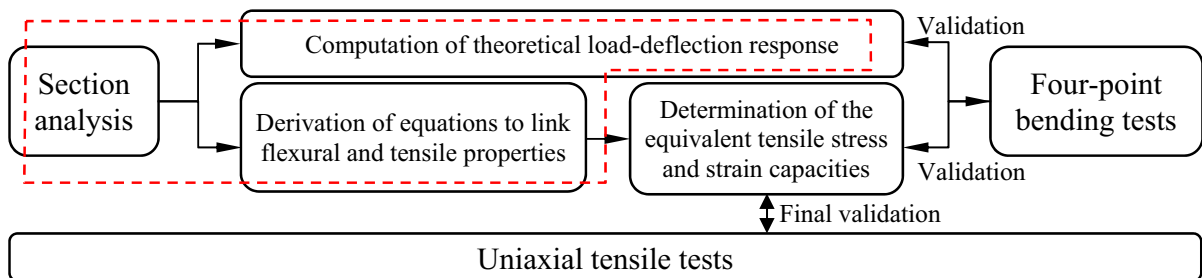 Validation
Computation of theoretical load-deflection response
Section
analysis
Four-point
bending tests
Derivation of equations to link
flexural and tensile properties
Determination of the
equivalent tensile stress
and strain capacities
Validation
Final validation
Uniaxial tensile tests